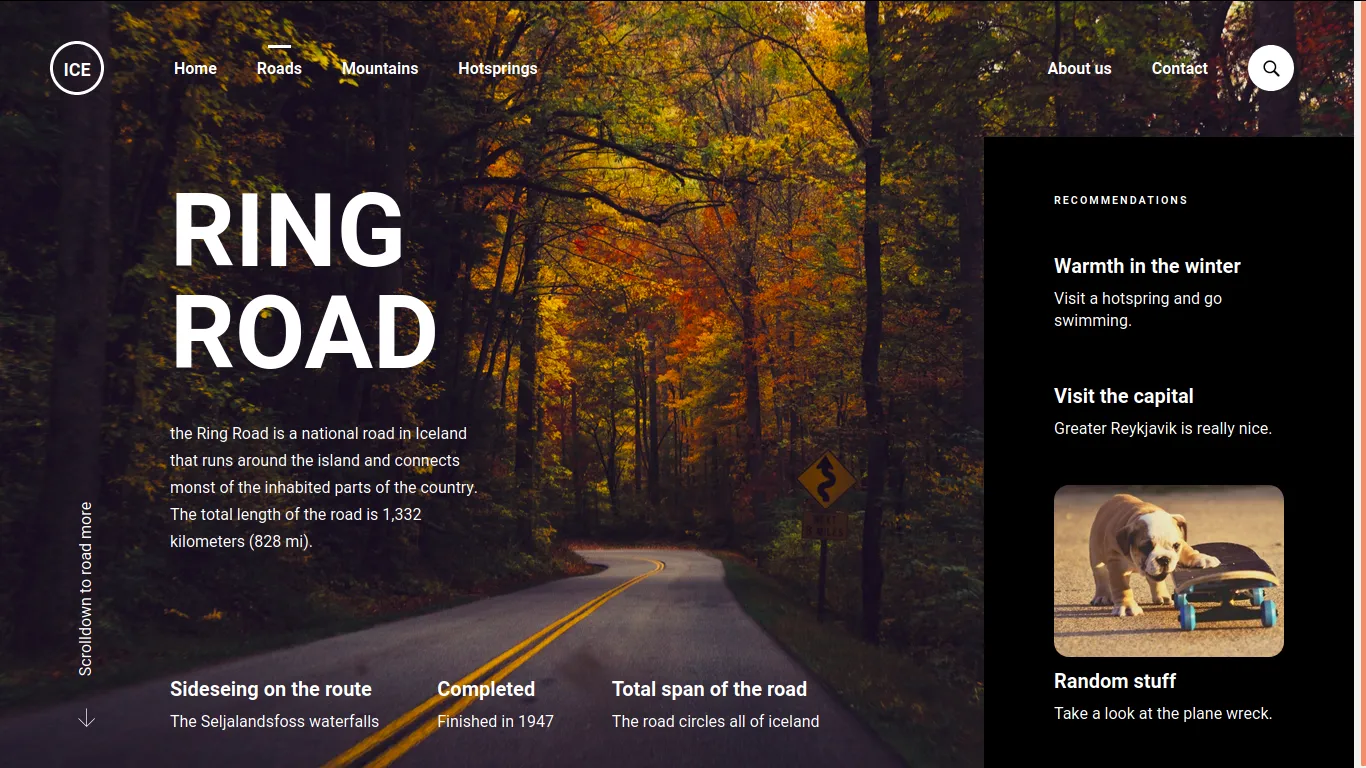 ICE
Home
Roads
Mountains
Hotsprings
About us
Contact
RING
ROAD
the Ring Road is a national road in Iceland
that runs around the island and connects
monst of the inhabited parts of the country.
The total length of the road is 1,332
kilometers (828 mi).
Scrolldown to road more
Sideseing on the route
The Seljalandsfoss waterfalls
Completed
Finished in 1947
Total span of the road
The road circles all of iceland
RECOMMENDATIONS
Warmth in the winter
Visit a hotspring and go
swimming.
Visit the capital
Greater Reykjavik is really nice.
Random stuff
Take a look at the plane wreck.